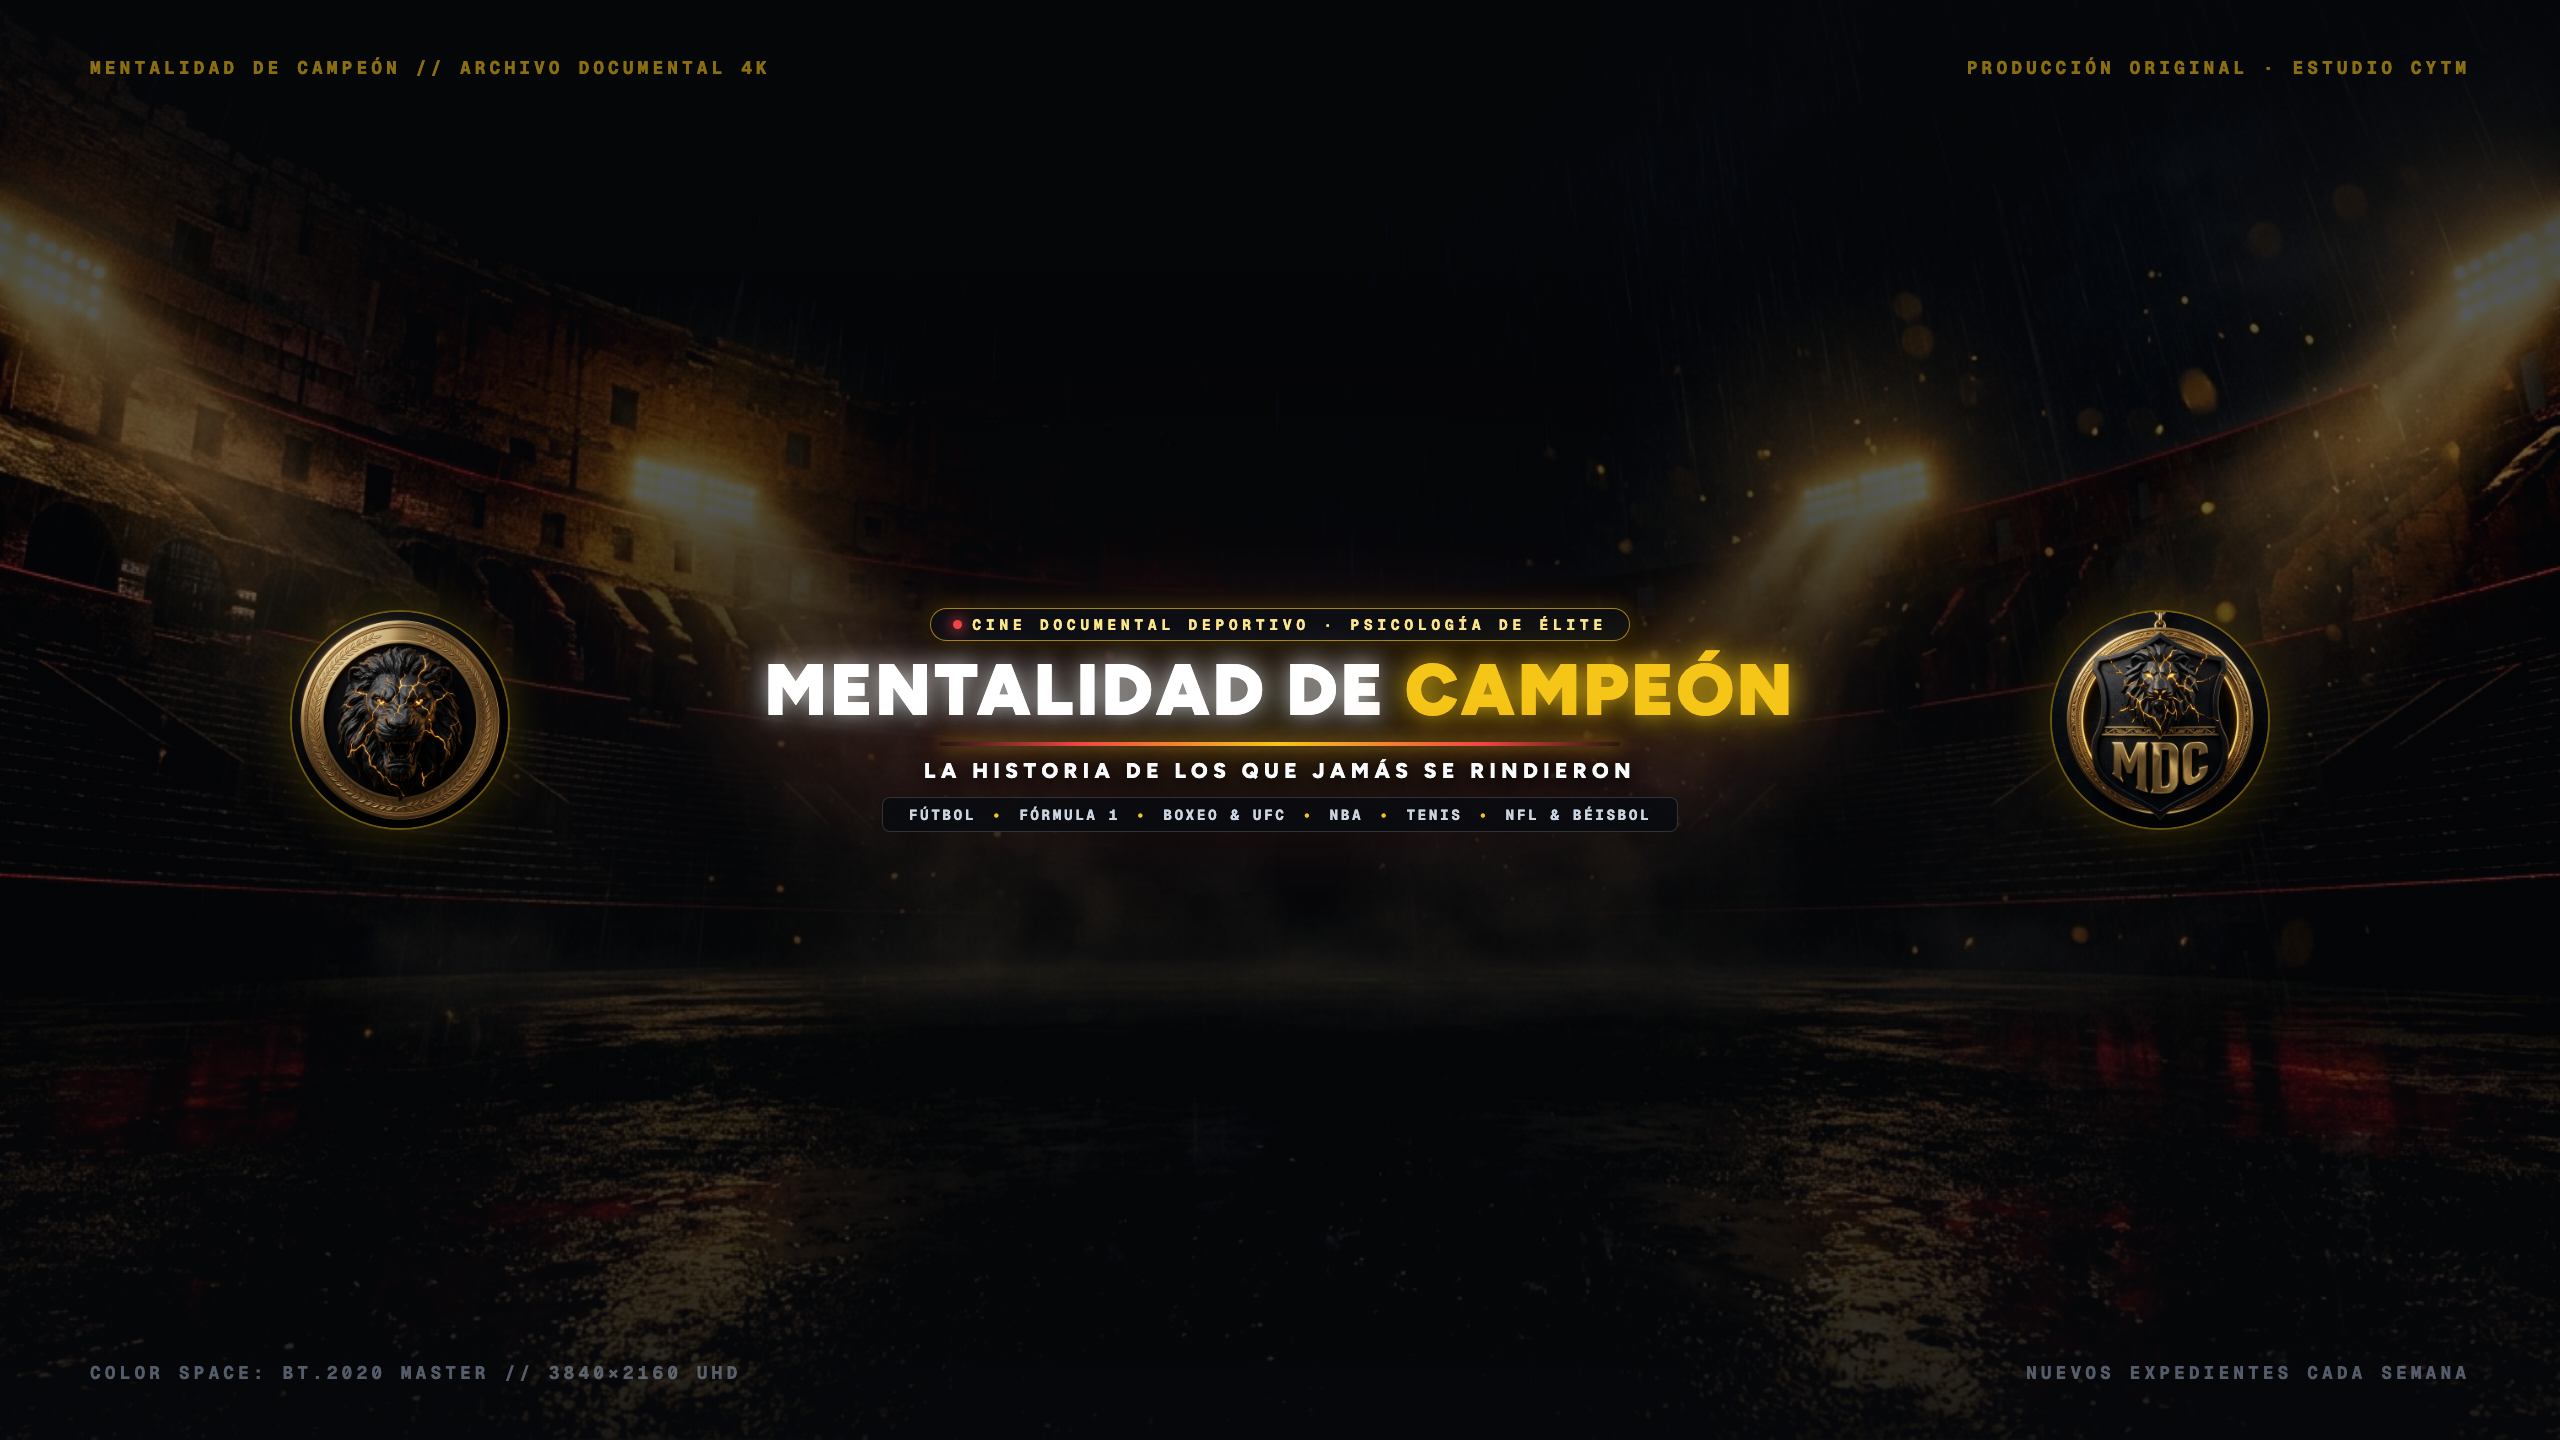 MENTALIDAD DE CAMPEÓN // ARCHIVO DOCUMENTAL 4K
PRODUCCIÓN ORIGINAL · ESTUDIO CYTM
CINE DOCUMENTAL DEPORTIVO · PSICOLOGÍA DE ÉLITE
MENTALIDAD DE CAMPEÓN
LA HISTORIA DE LOS QUE JAMÁS SE RINDIERON
FÚTBOL • FÓRMULA 1 • BOXEO & UFC • NBA • TENIS • NFL & BÉISBOL
MDC
COLOR SPACE: BT.2020 MASTER // 3840×2160 UHD
NUEVOS EXPEDIENTES CADA SEMANA